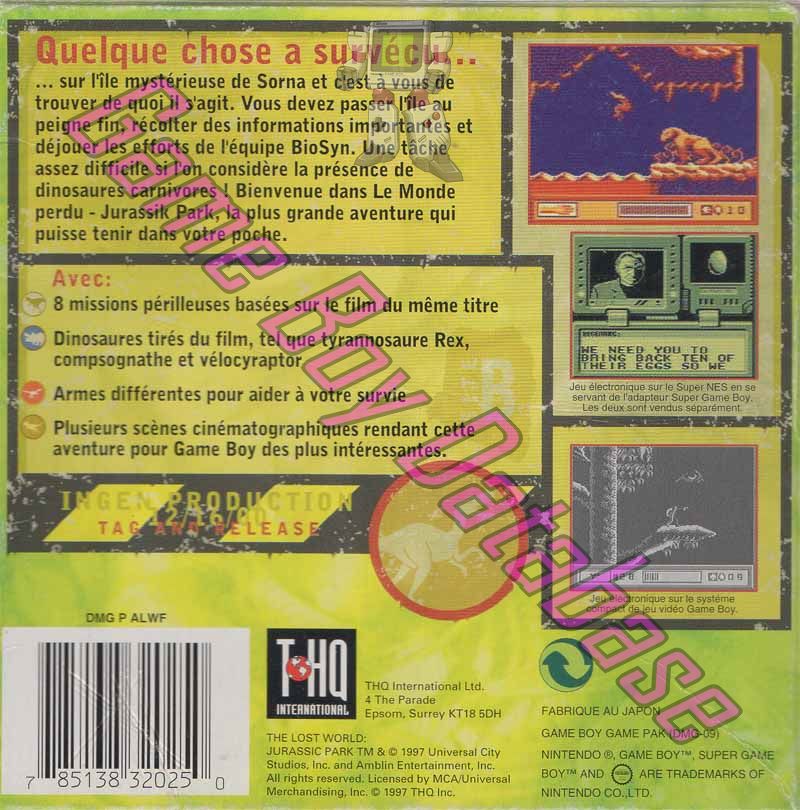 Quelque chose a survécu...
... sur l'île mystérieuse de Sorna et c'est à vous de
trouver de quoi il s'agit. Vous devez passer l'île au
peigne fin, récolter des informations importantes et
déjouer les efforts de l'équipe BioSyn. Une tâche
assez difficile si l'on considère la présence de
dinosaures carnivores ! Bienvenue dans Le Monde
perdu - Jurassik Park, la plus grande aventure qui
puisse tenir dans votre poche.
Avec:
8 missions périlleuses basées sur le film du même titre
Dinosaures tirés du film, tel que tyrannosaure Rex,
compsognathe et vélocyraptor
Armes différentes pour aider à votre survie
Plusieurs scènes cinématographiques rendant cette
aventure pour Game Boy des plus intéressantes.
INGEN PRODUCTION
TAG AND RELEASE
BEGINNING:
WE NEED YOU TO
BRING BACK TEN OF
THEIR EGGS SO WE
Jeu électronique sur le Super NES en se
servant de l'adaptateur Super Game Boy.
Les deux sont vendus séparément.
Jeu électronique sur le système
compact de jeu vidéo Game Boy.
Game Boy Database
DMG P ALWF
7 85138 32025 0
T·HQ
INTERNATIONAL
THQ International Ltd.
4 The Parade
Epsom, Surrey KT18 5DH
THE LOST WORLD:
JURASSIC PARK TM & © 1997 Universal City
Studios, Inc. and Amblin Entertainment, Inc.
All rights reserved. Licensed by MCA/Universal
Merchandising, Inc. © 1997 THQ Inc.
FABRIQUE AU JAPON
GAME BOY GAME PAK (DMG-09)
NINTENDO ®, GAME BOY™, SUPER GAME
BOY™ AND ARE TRADEMARKS OF
NINTENDO CO.,LTD.